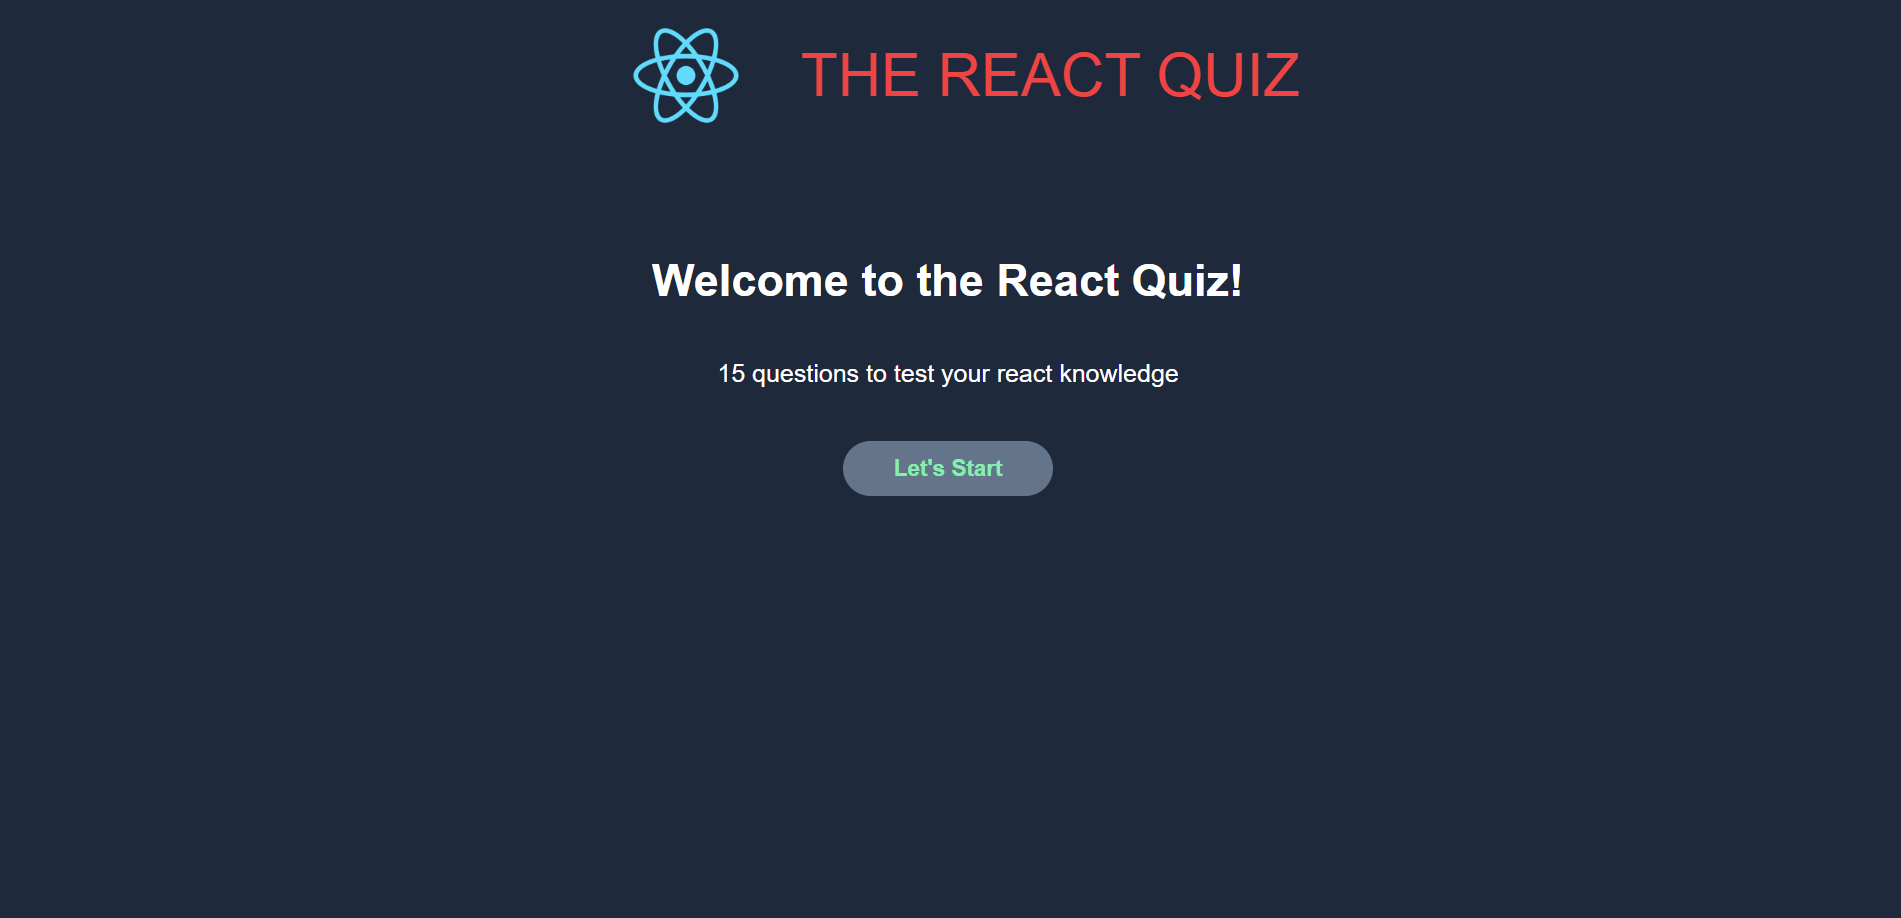 THE REACT QUIZ
Welcome to the React Quiz!
15 questions to test your react knowledge
Let's Start